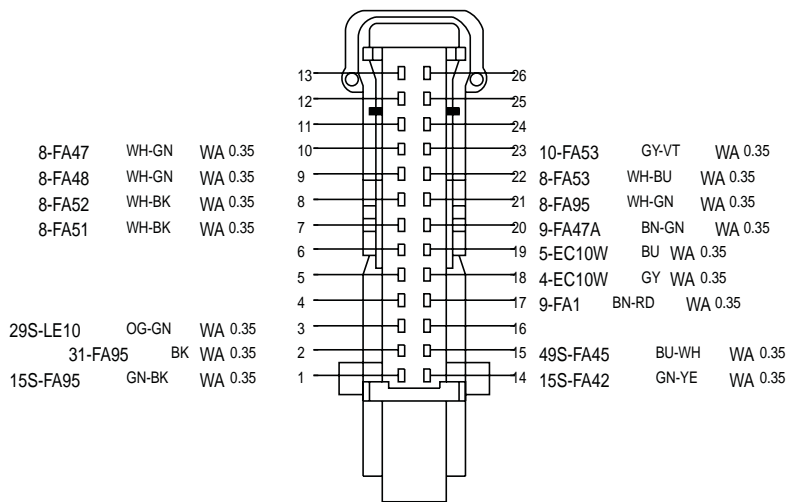 13 26
12 25
11 24
8-FA47 WH-GN WA 0.35 10 23 10-FA53 GY-VT WA 0.35
8-FA48 WH-GN WA 0.35 9 22 8-FA53 WH-BU WA 0.35
8-FA52 WH-BK WA 0.35 8 21 8-FA95 WH-GN WA 0.35
8-FA51 WH-BK WA 0.35 7 20 9-FA47A BN-GN WA 0.35
6 19 5-EC10W BU WA 0.35
5 18 4-EC10W GY WA 0.35
4 17 9-FA1 BN-RD WA 0.35
29S-LE10 OG-GN WA 0.35 3 16
31-FA95 BK WA 0.35 2 15 49S-FA45 BU-WH WA 0.35
15S-FA95 GN-BK WA 0.35 1 14 15S-FA42 GN-YE WA 0.35